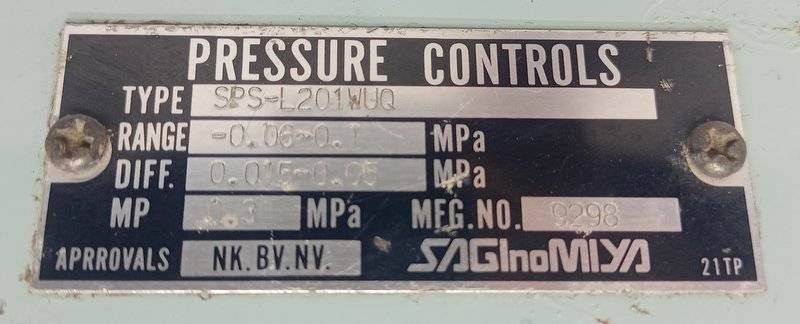 PRESSURE CONTROLS
TYPE SPS-L201WUQ
RANGE -0.06~0.1 MPa
DIFF. 0.015~0.05 MPa
MP 0.3 MPa MFG.NO. 9298
APRROVALS NK.BV.NV. SAGInoMIYA 21TP